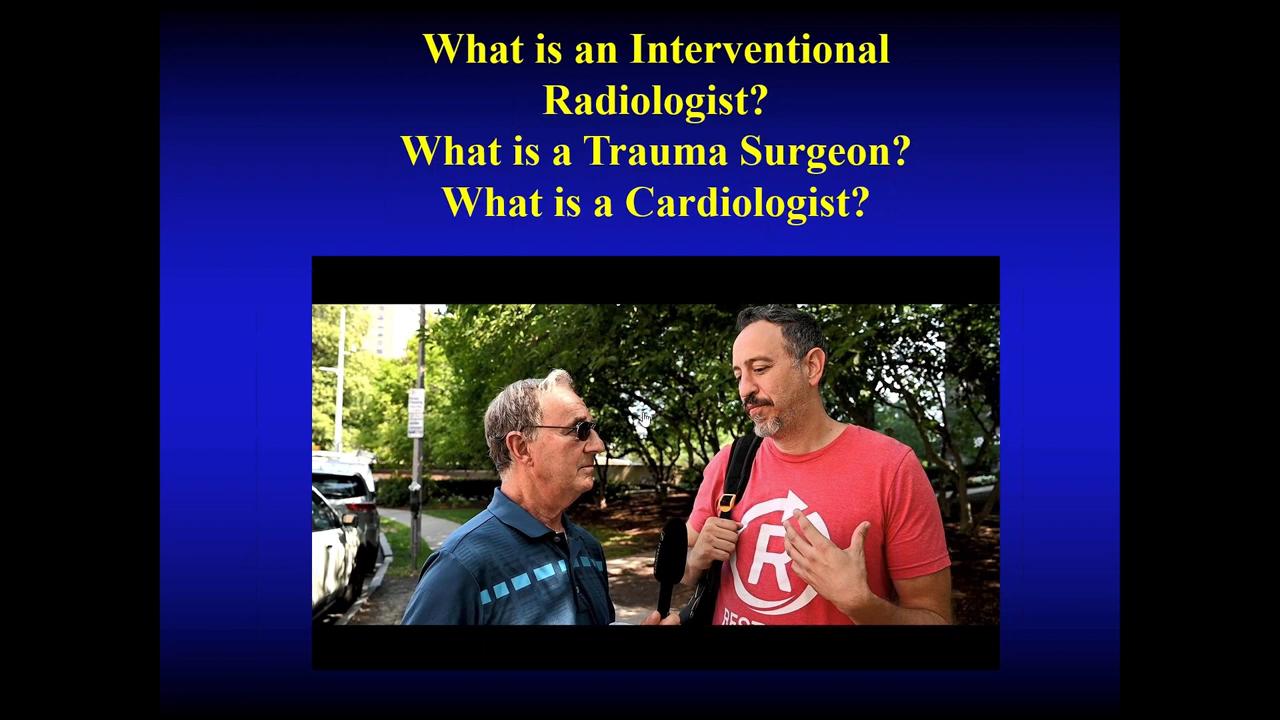 What is an Interventional
Radiologist?
What is a Trauma Surgeon?
What is a Cardiologist?
R